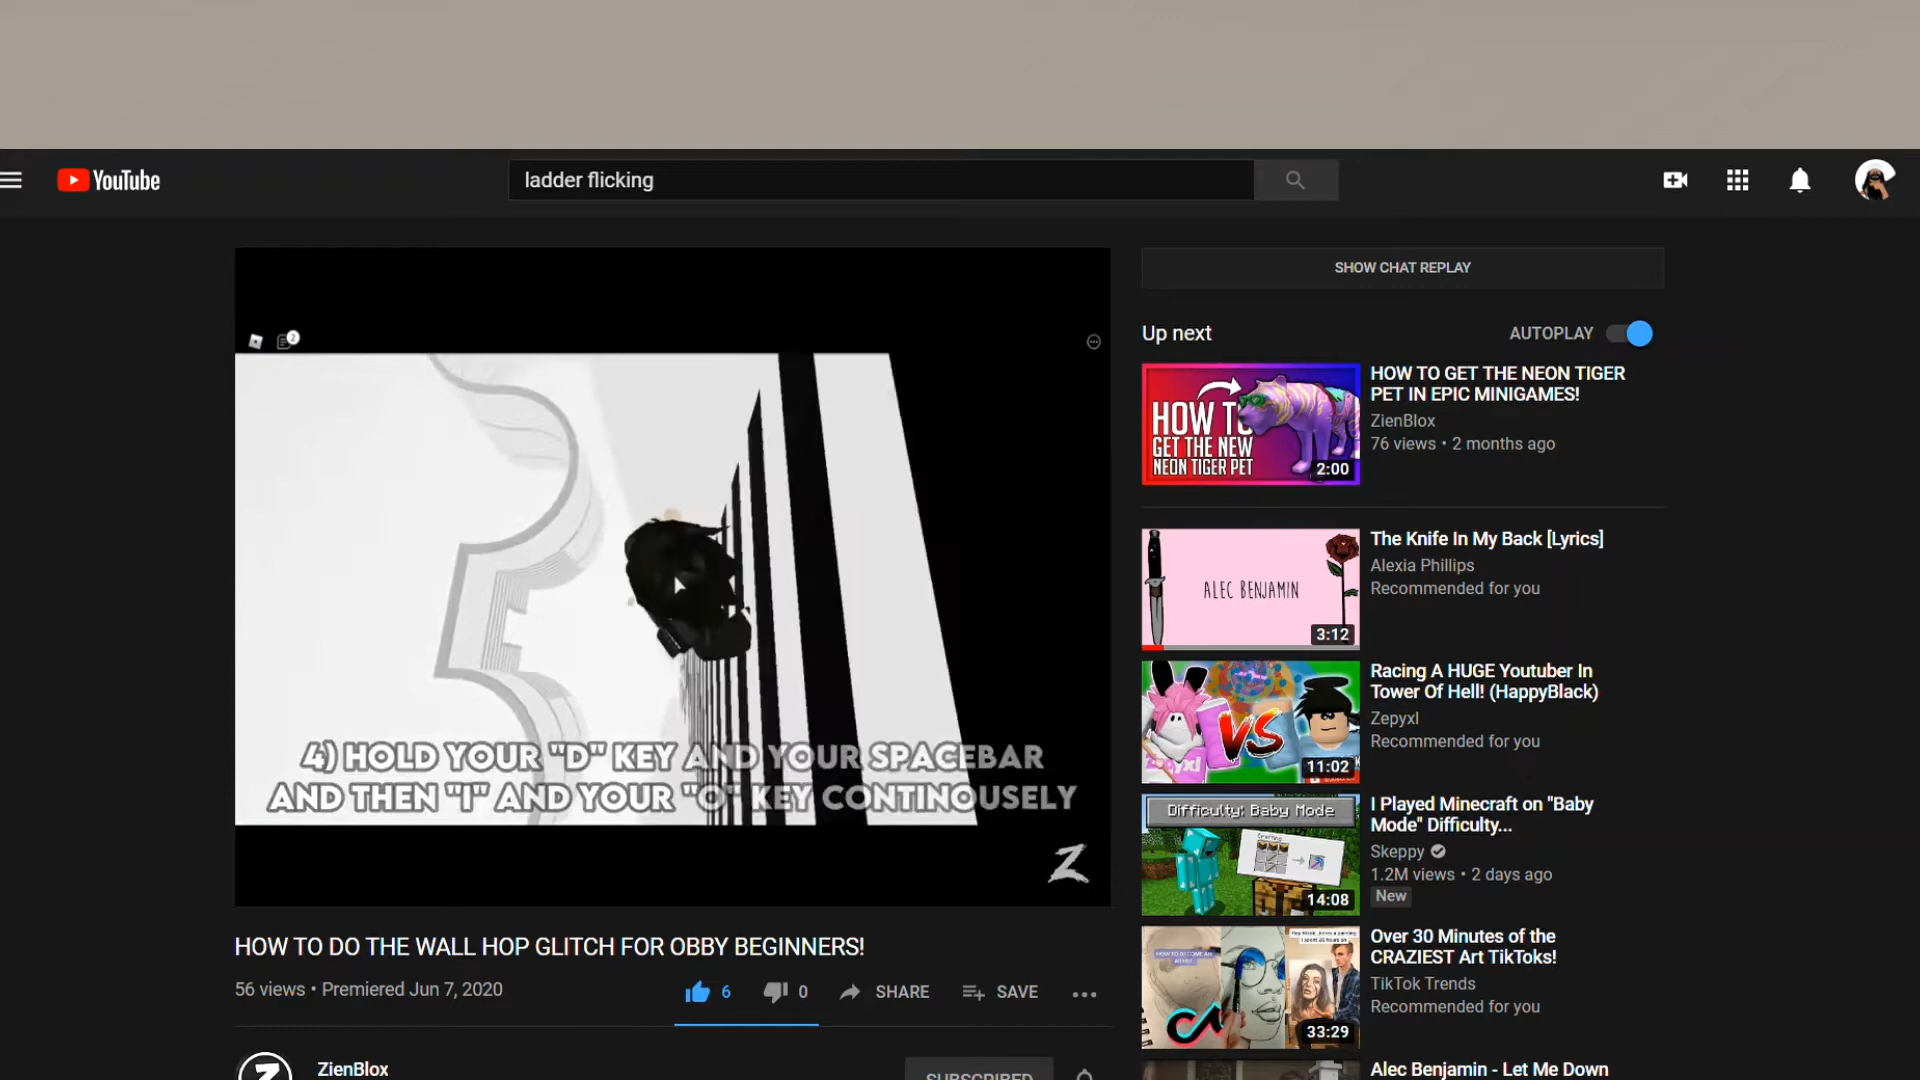 YouTube
ladder flicking
SHOW CHAT REPLAY
2
4) HOLD YOUR "D" KEY AND YOUR SPACEBAR
AND THEN "I" AND YOUR "O" KEY CONTINOUSELY
Z
HOW TO DO THE WALL HOP GLITCH FOR OBBY BEGINNERS!
56 views • Premiered Jun 7, 2020
6
0
SHARE
SAVE
Z
ZienBlox
SUBSCRIBED
Up next
AUTOPLAY
HOW TO
GET THE NEW
NEON TIGER PET
2:00
HOW TO GET THE NEON TIGER
PET IN EPIC MINIGAMES!
ZienBlox
76 views • 2 months ago
ALEC BENJAMIN
3:12
The Knife In My Back [Lyrics]
Alexia Phillips
Recommended for you
VS
11:02
Racing A HUGE Youtuber In
Tower Of Hell! (HappyBlack)
Zepyxl
Recommended for you
Difficulty: Baby Mode
14:08
I Played Minecraft on "Baby
Mode" Difficulty...
Skeppy
1.2M views • 2 days ago
New
33:29
Over 30 Minutes of the
CRAZIEST Art TikToks!
TikTok Trends
Recommended for you
Alec Benjamin - Let Me Down